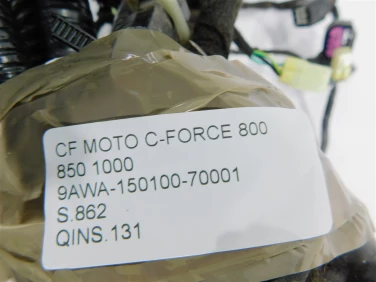 CF MOTO C-FORCE 800
850 1000
9AWA-150100-70001
S.862
QINS.131